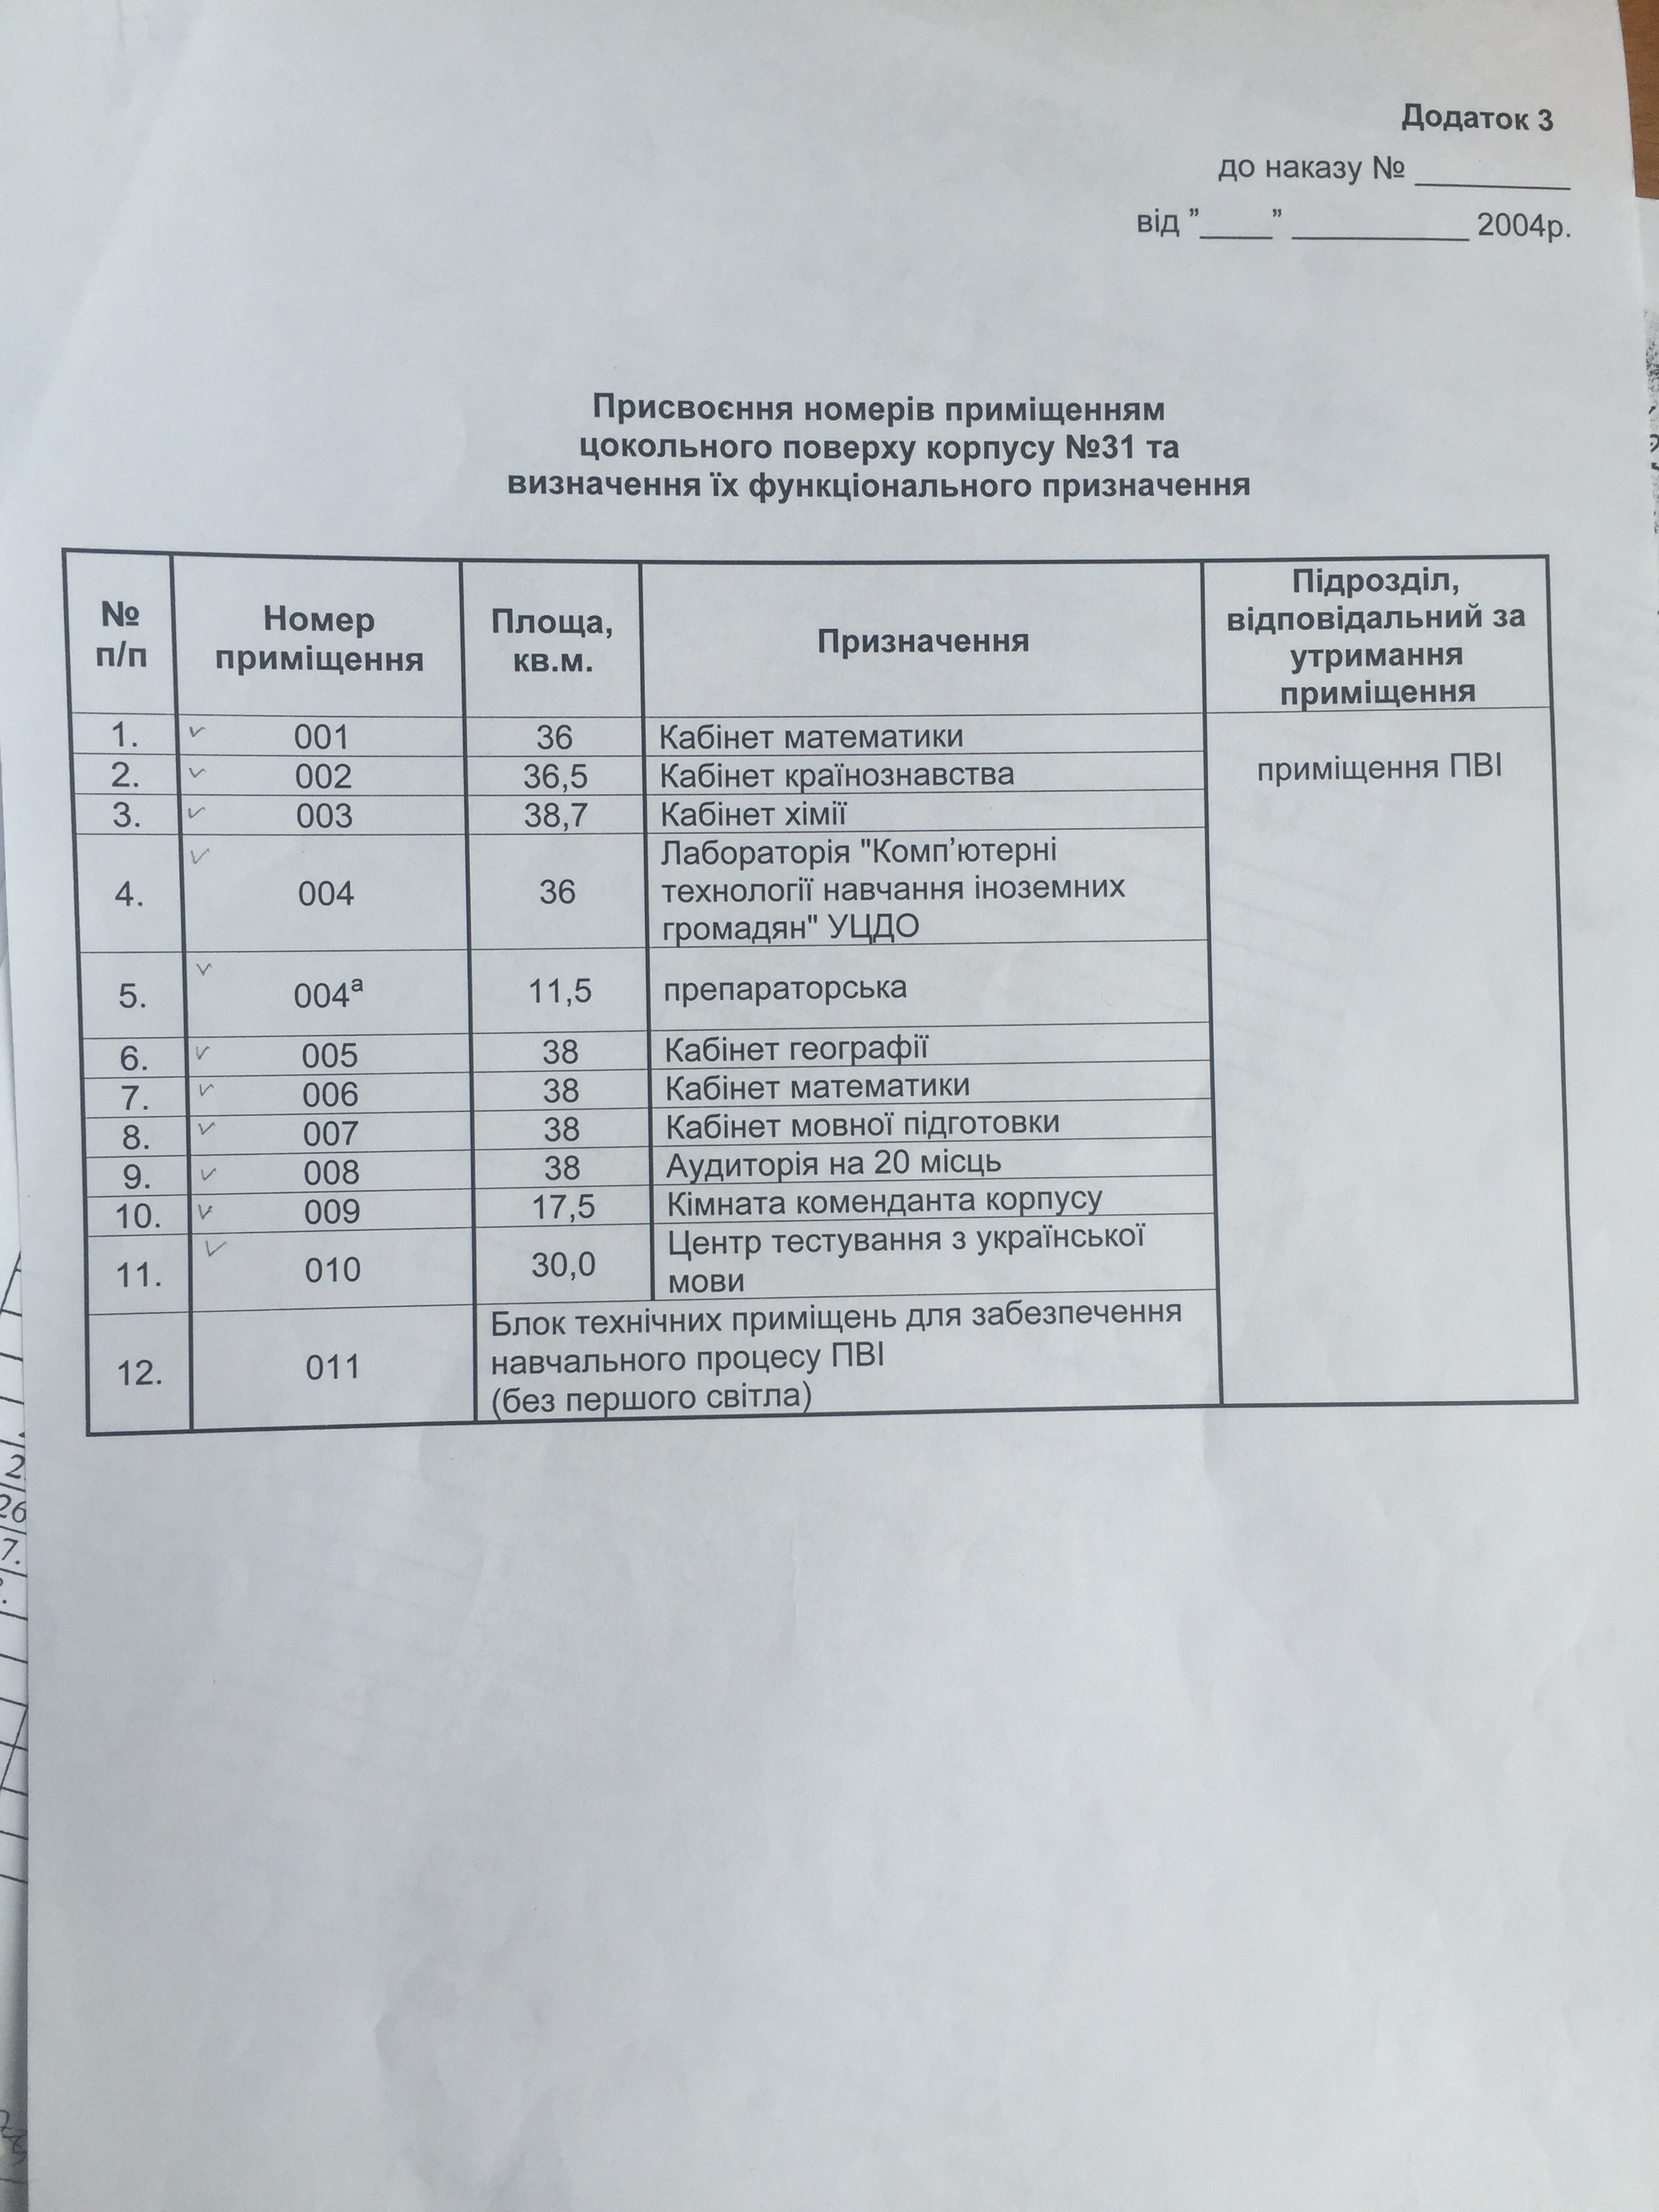 Додаток 3
до наказу № _________
від ”____” __________ 2004р.
Присвоєння номерів приміщенням
цокольного поверху корпусу №31 та
визначення їх функціонального призначення
№ п/п Номер приміщення Площа, кв.м. Призначення Підрозділ, відповідальний за утримання приміщення
1. 001 36 Кабінет математики приміщення ПВІ
2. 002 36,5 Кабінет країнознавства
3. 003 38,7 Кабінет хімії
4. 004 36 Лабораторія "Комп’ютерні
технології навчання іноземних
громадян" УЦДО
5. 004ª 11,5 препараторська
6. 005 38 Кабінет географії
7. 006 38 Кабінет математики
8. 007 38 Кабінет мовної підготовки
9. 008 38 Аудиторія на 20 місць
10. 009 17,5 Кімната коменданта корпусу
11. 010 30,0 Центр тестування з української
мови
12. 011 Блок технічних приміщень для забезпечення
навчального процесу ПВІ
(без першого світла)
2
26
7.